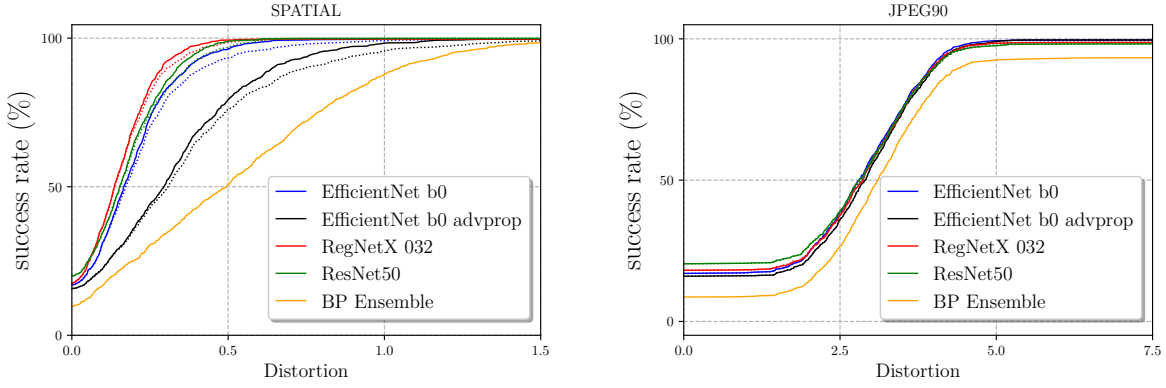 SPATIAL
100
50
0
success rate (%)
0.0 0.5 1.0 1.5
Distortion
EfficientNet b0
EfficientNet b0 advprop
RegNetX 032
ResNet50
BP Ensemble
JPEG90
100
50
0
success rate (%)
0.0 2.5 5.0 7.5
Distortion
EfficientNet b0
EfficientNet b0 advprop
RegNetX 032
ResNet50
BP Ensemble